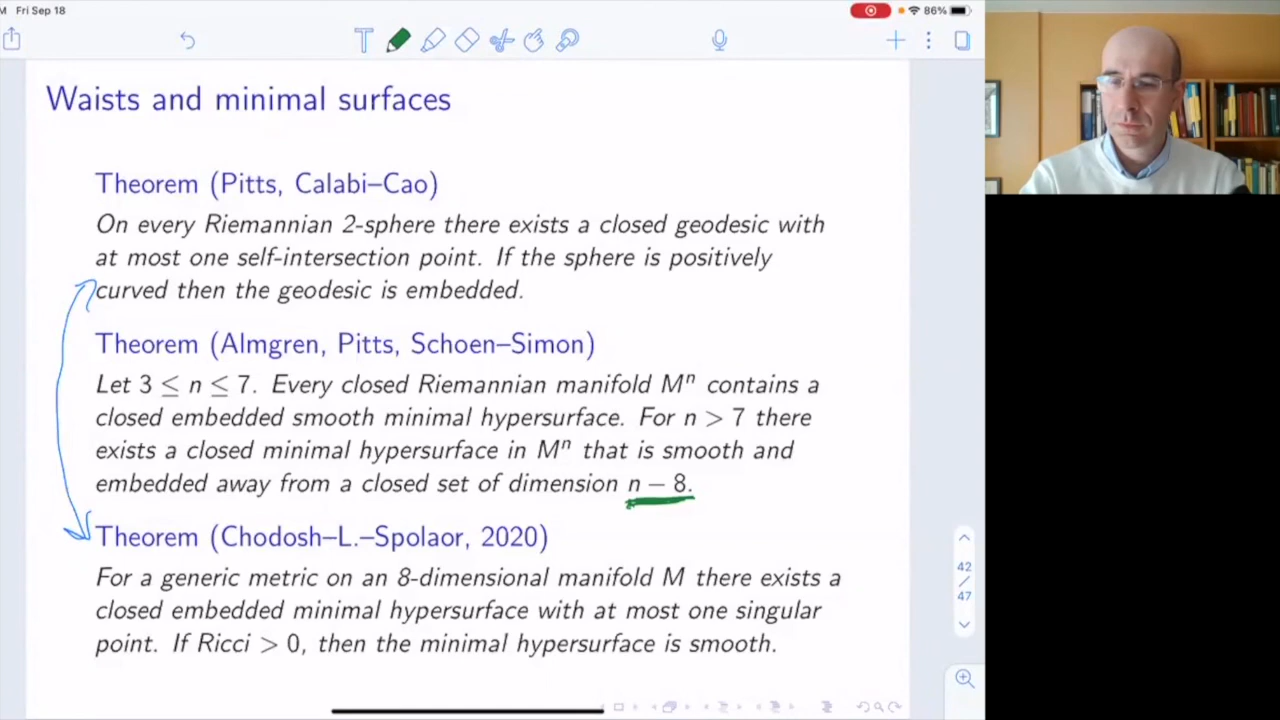 M Fri Sep 18
86%
Waists and minimal surfaces
Theorem (Pitts, Calabi–Cao)
On every Riemannian 2-sphere there exists a closed geodesic with
at most one self-intersection point. If the sphere is positively
curved then the geodesic is embedded.
Theorem (Almgren, Pitts, Schoen–Simon)
Let 3 ≤ n ≤ 7. Every closed Riemannian manifold Mⁿ contains a
closed embedded smooth minimal hypersurface. For n > 7 there
exists a closed minimal hypersurface in Mⁿ that is smooth and
embedded away from a closed set of dimension n − 8.
Theorem (Chodosh–L.–Spolaor, 2020)
For a generic metric on an 8-dimensional manifold M there exists a
closed embedded minimal hypersurface with at most one singular
point. If Ricci > 0, then the minimal hypersurface is smooth.
42
/
47